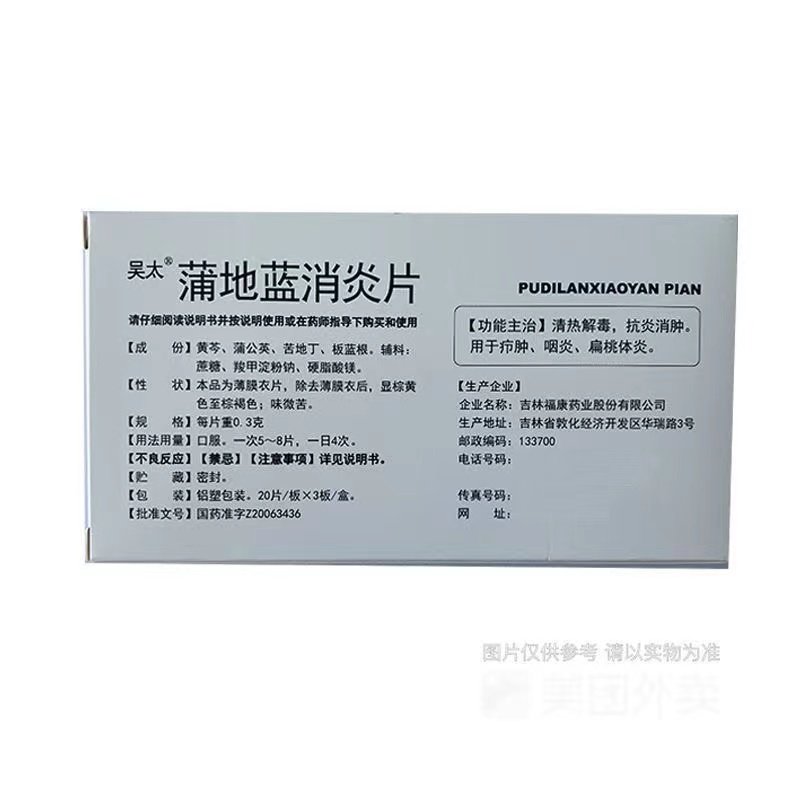 吴太® 蒲地蓝消炎片
请仔细阅读说明书并按说明使用或在药师指导下购买和使用
【成　份】黄芩、蒲公英、苦地丁、板蓝根。辅料：
蔗糖、羧甲淀粉钠、硬脂酸镁。
【性　状】本品为薄膜衣片，除去薄膜衣后，显棕黄
色至棕褐色；味微苦。
【规　格】每片重0.3克
【用法用量】口服。一次5～8片，一日4次。
【不良反应】【禁忌】【注意事项】详见说明书。
【贮　藏】密封。
【包　装】铝塑包装。20片/板×3板/盒。
【批准文号】国药准字Z20063436
PUDILANXIAOYAN PIAN
【功能主治】清热解毒，抗炎消肿。
用于疖肿、咽炎、扁桃体炎。
【生产企业】
企业名称：吉林福康药业股份有限公司
生产地址：吉林省敦化经济开发区华瑞路3号
邮政编码：133700
电话号码：
传真号码：
网　址：
图片仅供参考 请以实物为准
美团外卖